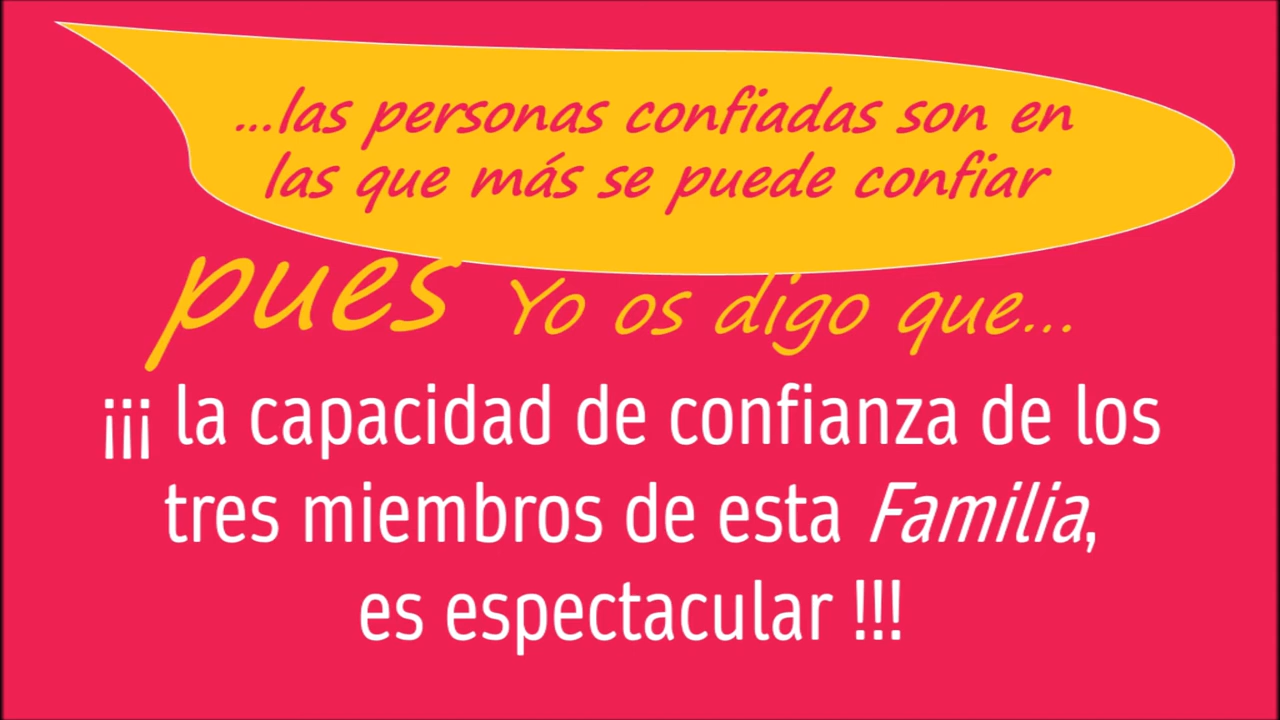 ...las personas confiadas son en
las que más se puede confiar
pues Yo os digo que...
¡¡¡ la capacidad de confianza de los
tres miembros de esta Familia,
es espectacular !!!